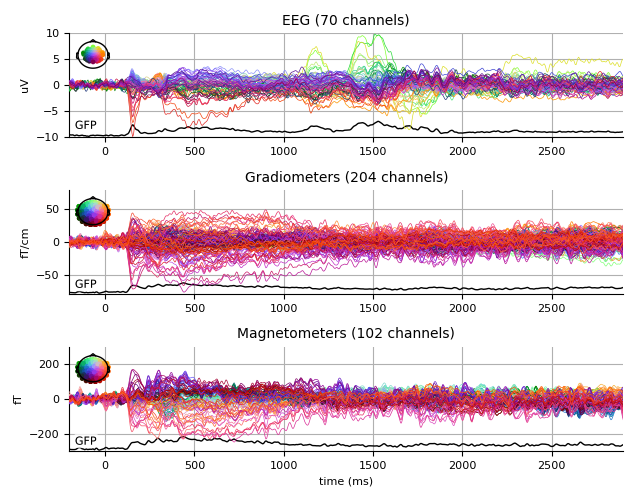 EEG (70 channels)
10
5
0
−5
−10
uV
GFP
0 500 1000 1500 2000 2500
Gradiometers (204 channels)
50
0
−50
fT/cm
GFP
0 500 1000 1500 2000 2500
Magnetometers (102 channels)
200
0
−200
fT
GFP
0 500 1000 1500 2000 2500
time (ms)